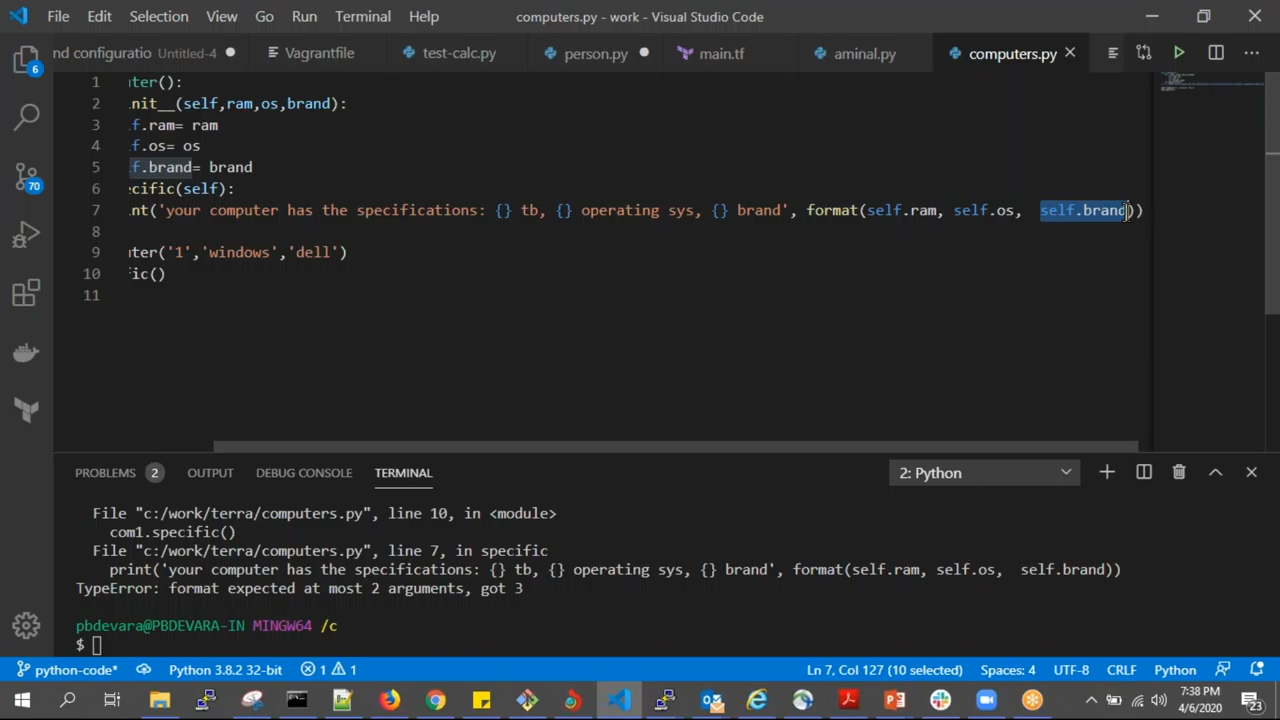 File Edit Selection View Go Run Terminal Help computers.py - work - Visual Studio Code
nd configuratio Untitled-4 Vagrantfile test-calc.py person.py main.tf aminal.py computers.py
6
70
1 uter():
2 nit__(self,ram,os,brand):
3 f.ram= ram
4 f.os= os
5 f.brand= brand
6 ecific(self):
7 nt('your computer has the specifications: {} tb, {} operating sys, {} brand', format(self.ram, self.os,  self.brand))
8
9 uter('1','windows','dell')
10 fic()
11
PROBLEMS 2 OUTPUT DEBUG CONSOLE TERMINAL 2: Python
File "c:/work/terra/computers.py", line 10, in <module>
com1.specific()
File "c:/work/terra/computers.py", line 7, in specific
print('your computer has the specifications: {} tb, {} operating sys, {} brand', format(self.ram, self.os,  self.brand))
TypeError: format expected at most 2 arguments, got 3
pbdevara@PBDEVARA-IN MINGW64 /c
$
python-code* Python 3.8.2 32-bit 1 1 Ln 7, Col 127 (10 selected) Spaces: 4 UTF-8 CRLF Python
7:38 PM
4/6/2020
23